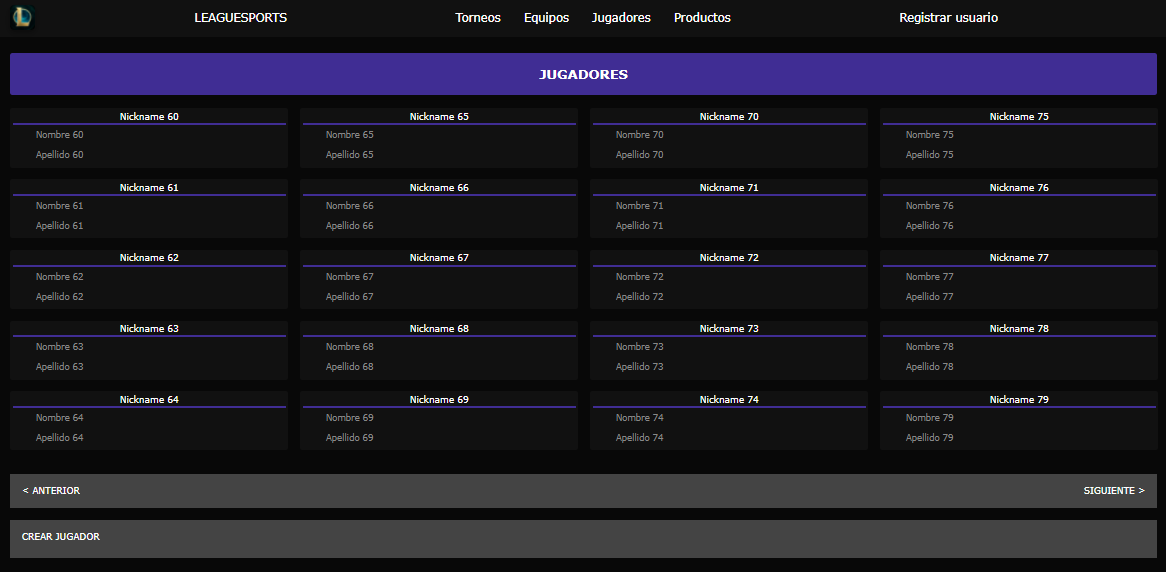 LEAGUESPORTS
Torneos Equipos Jugadores Productos
Registrar usuario
JUGADORES
Nickname 60
Nombre 60
Apellido 60
Nickname 61
Nombre 61
Apellido 61
Nickname 62
Nombre 62
Apellido 62
Nickname 63
Nombre 63
Apellido 63
Nickname 64
Nombre 64
Apellido 64
Nickname 65
Nombre 65
Apellido 65
Nickname 66
Nombre 66
Apellido 66
Nickname 67
Nombre 67
Apellido 67
Nickname 68
Nombre 68
Apellido 68
Nickname 69
Nombre 69
Apellido 69
Nickname 70
Nombre 70
Apellido 70
Nickname 71
Nombre 71
Apellido 71
Nickname 72
Nombre 72
Apellido 72
Nickname 73
Nombre 73
Apellido 73
Nickname 74
Nombre 74
Apellido 74
Nickname 75
Nombre 75
Apellido 75
Nickname 76
Nombre 76
Apellido 76
Nickname 77
Nombre 77
Apellido 77
Nickname 78
Nombre 78
Apellido 78
Nickname 79
Nombre 79
Apellido 79
< ANTERIOR
SIGUIENTE >
CREAR JUGADOR